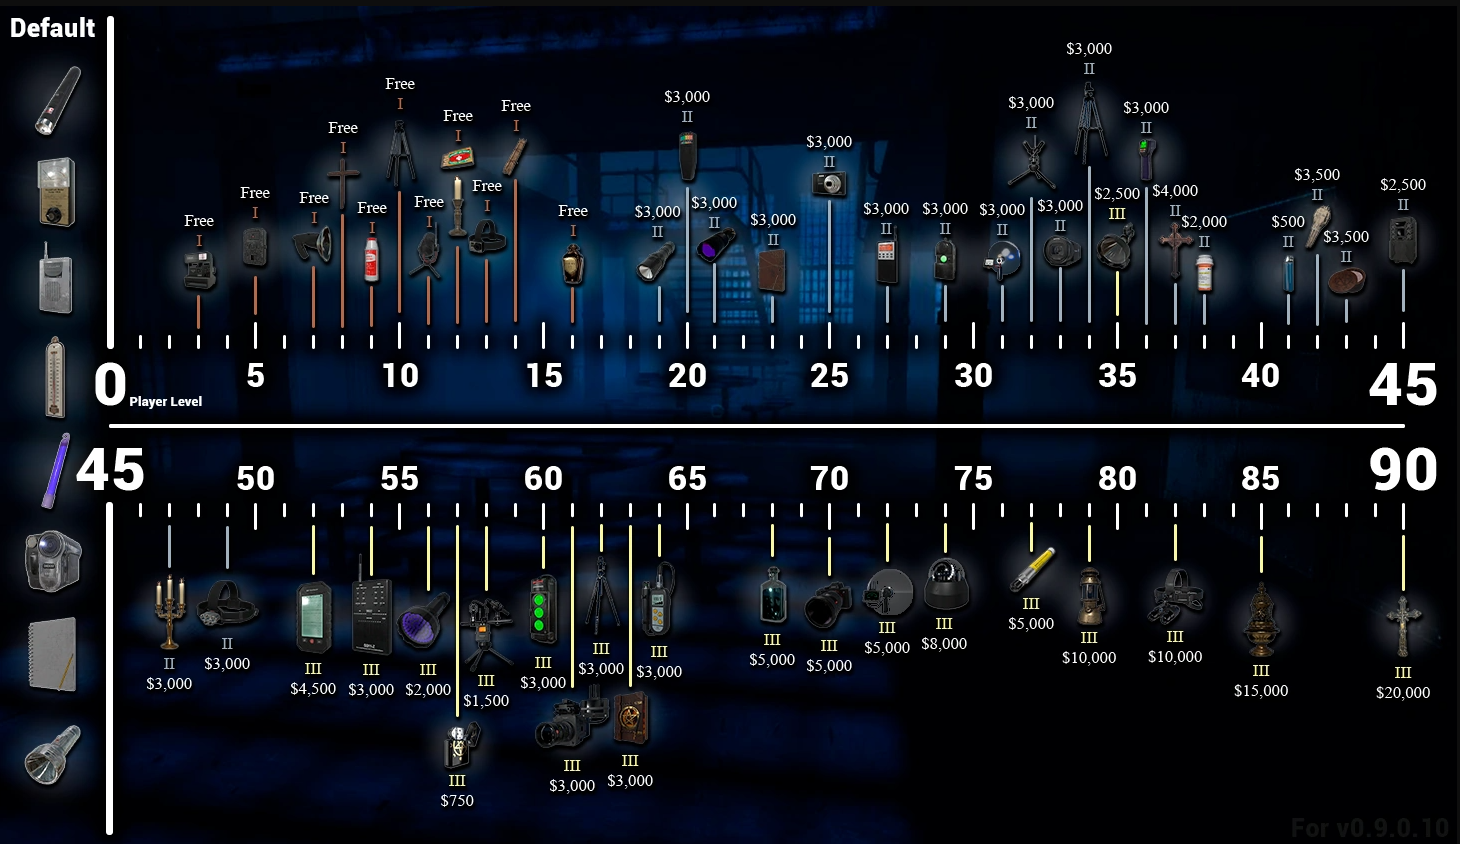 Default
$3,000
II
Free
I
Free
I
Free
I
$3,000
II
$3,000
II
$3,000
II
Free
I
Free
I
$3,000
II
$3,500
II
$2,500
II
Free
I
Free
I
Free
I
Free
I
Free
I
Free
I
Free
I
$3,000
II
$3,000
II
$3,000
II
$3,000
II
$3,000
II
$3,000
II
$3,000
II
$2,500
III
$4,000
II
$2,000
II
$500
II
$3,500
II
0 5 10 15 20 25 30 35 40 45
Player Level
45 50 55 60 65 70 75 80 85 90
II
$3,000
II
$3,000
III
$4,500
III
$3,000
III
$2,000
III
$750
III
$1,500
III
$3,000
III
$3,000
III
$3,000
III
$3,000
III
$3,000
III
$5,000
III
$5,000
III
$5,000
III
$8,000
III
$5,000
III
$10,000
III
$10,000
III
$15,000
III
$20,000
For v0.9.0.10